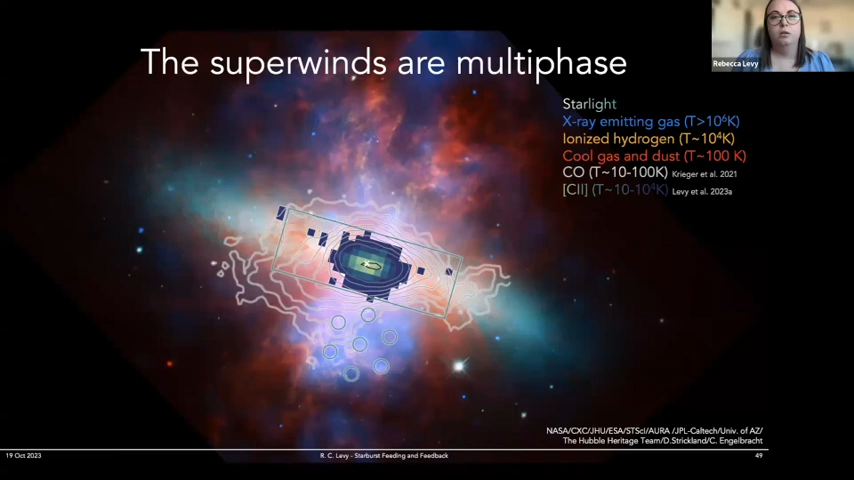 Rebecca Levy
The superwinds are multiphase
Starlight
X-ray emitting gas (T>10⁶K)
Ionized hydrogen (T~10⁴K)
Cool gas and dust (T~100 K)
CO (T~10-100K) Krieger et al. 2021
[CII] (T~10-10⁴K) Levy et al. 2023a
NASA/CXC/JHU/ESA/STScI/AURA /JPL-Caltech/Univ. of AZ/
The Hubble Heritage Team/D.Strickland/C. Engelbracht
19 Oct 2023
R. C. Levy - Starburst Feeding and Feedback
49